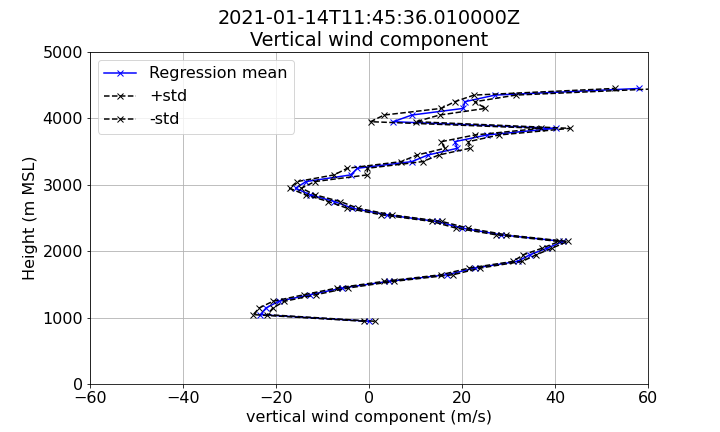 2021-01-14T11:45:36.010000Z
Vertical wind component
Regression mean
+std
-std
Height (m MSL)
5000
4000
3000
2000
1000
0
−60 −40 −20 0 20 40 60
vertical wind component (m/s)